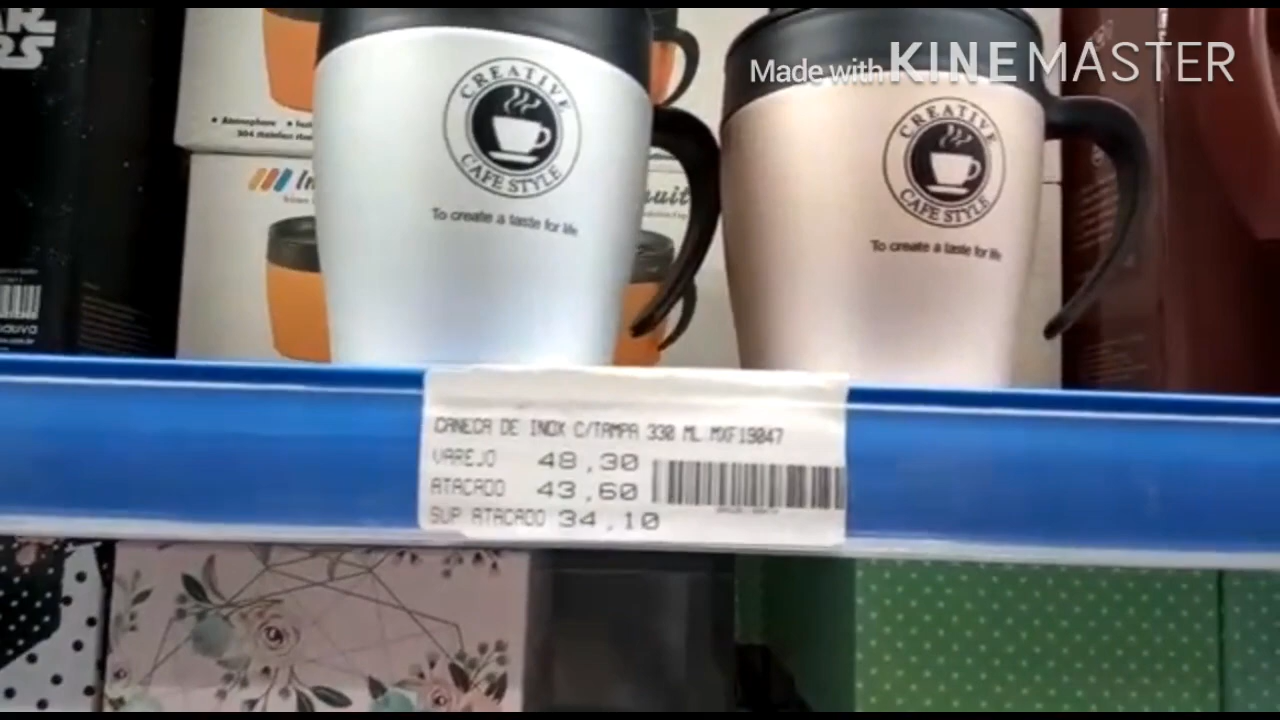 Made with KINEMASTER
CREATIVE
CAFE STYLE
To create a taste for life
CREATIVE
CAFE STYLE
To create a taste for life
CANECA DE INOX C/TAMPA 330 ML MXF19047
VAREJO 48,30
ATACADO 43,60
SUP ATACADO 34,10